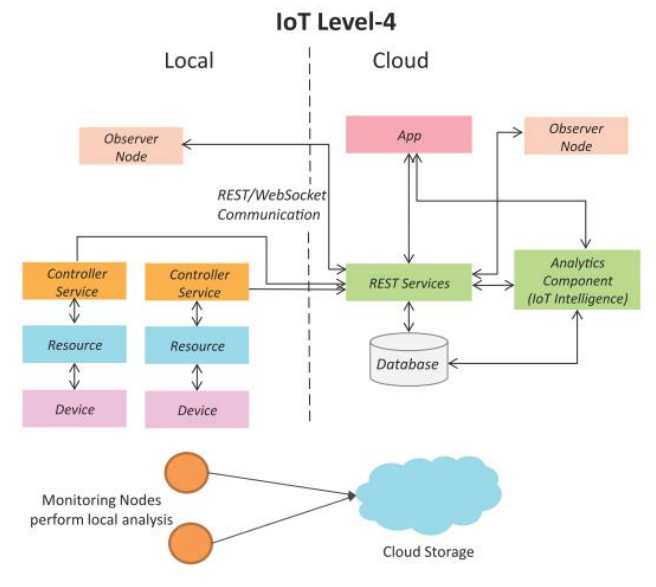 IoT Level-4
Local
Cloud
Observer
Node
App
Observer
Node
REST/WebSocket
Communication
Controller
Service
Controller
Service
REST Services
Analytics
Component
(IoT Intelligence)
Resource
Resource
Database
Device
Device
Monitoring Nodes
perform local analysis
Cloud Storage